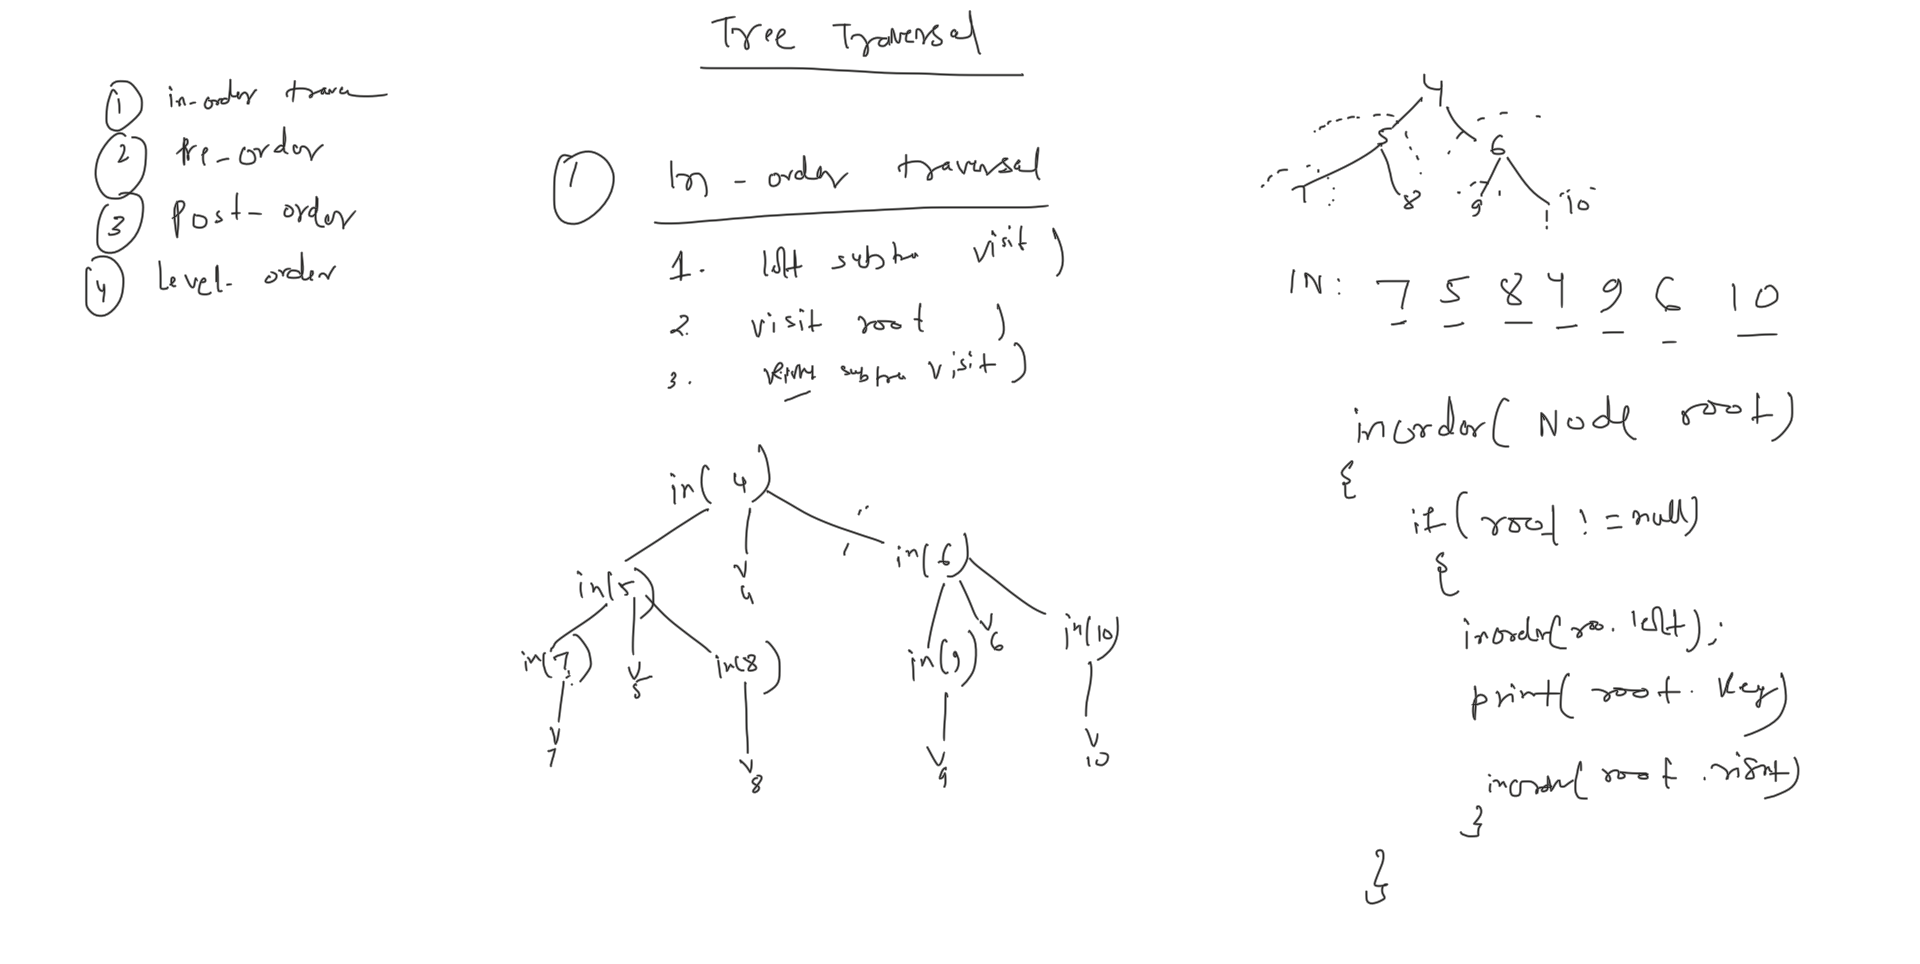 Tree Traversal
1 in-order trave
2 Pre-order
3 Post-order
4 Level-order
1 In-order traversal
1. left subtre visit )
2. visit root )
3. Right subtre visit )
in( 4 )
in(5) V 4 in(6)
in(7) V 5 in(8) in(9) V 6 in(10)
V 7 V 8 V 9 V 10
4
5 6
7 8 9 10
IN: 7 5 8 4 9 6 10
inorder( Node root)
{
if( root != null)
{
inorder( roo. left);
print( root. key)
inorder( root .right)
}
}